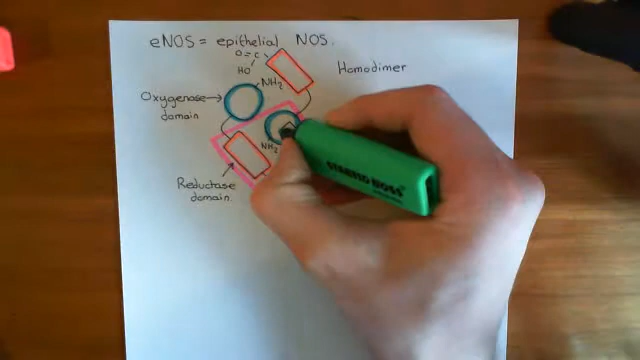 eNOS = epithelial NOS.
O=C
HO
NH2
Homodimer
Oxygenase
domain
NH2
Reductase
domain.
STABILO BOSS